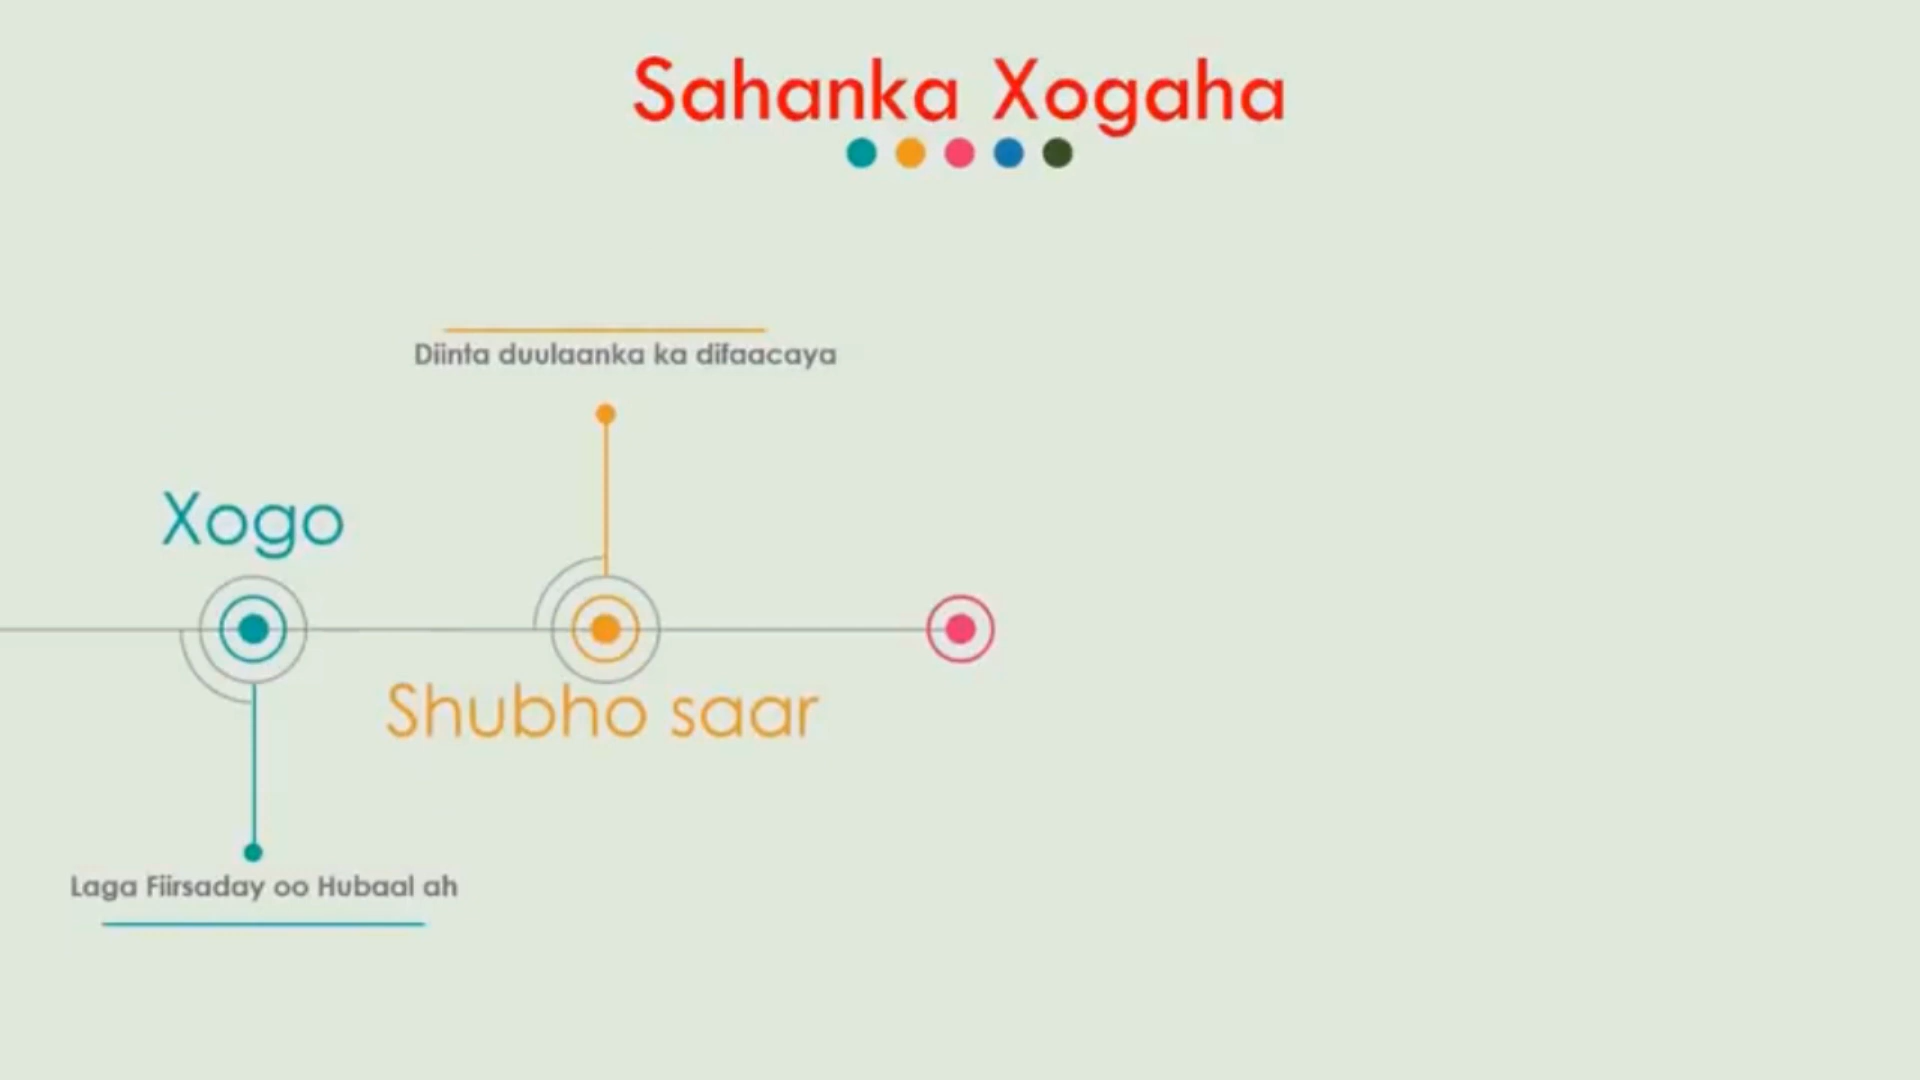 Sahanka Xogaha
Diinta duulaanka ka difaacaya
Xogo
Shubho saar
Laga Fiirsaday oo Hubaal ah